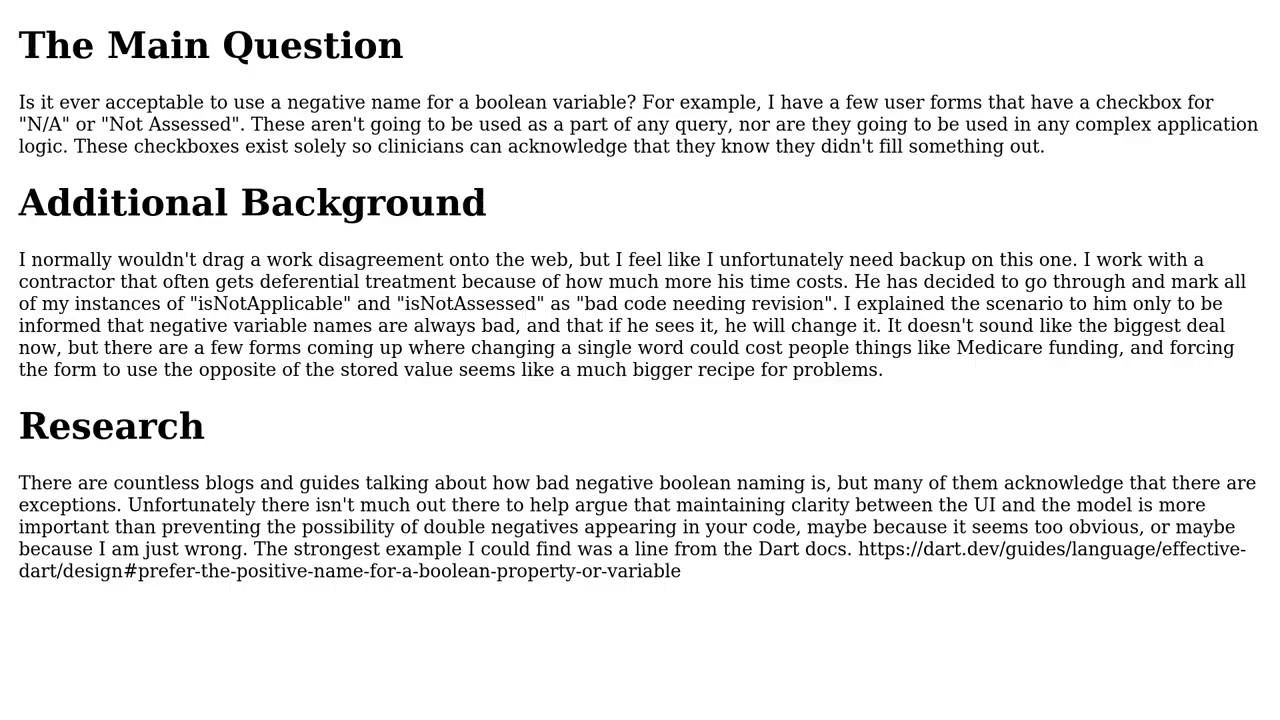 The Main Question
Is it ever acceptable to use a negative name for a boolean variable? For example, I have a few user forms that have a checkbox for
"N/A" or "Not Assessed". These aren't going to be used as a part of any query, nor are they going to be used in any complex application
logic. These checkboxes exist solely so clinicians can acknowledge that they know they didn't fill something out.
Additional Background
I normally wouldn't drag a work disagreement onto the web, but I feel like I unfortunately need backup on this one. I work with a
contractor that often gets deferential treatment because of how much more his time costs. He has decided to go through and mark all
of my instances of "isNotApplicable" and "isNotAssessed" as "bad code needing revision". I explained the scenario to him only to be
informed that negative variable names are always bad, and that if he sees it, he will change it. It doesn't sound like the biggest deal
now, but there are a few forms coming up where changing a single word could cost people things like Medicare funding, and forcing
the form to use the opposite of the stored value seems like a much bigger recipe for problems.
Research
There are countless blogs and guides talking about how bad negative boolean naming is, but many of them acknowledge that there are
exceptions. Unfortunately there isn't much out there to help argue that maintaining clarity between the UI and the model is more
important than preventing the possibility of double negatives appearing in your code, maybe because it seems too obvious, or maybe
because I am just wrong. The strongest example I could find was a line from the Dart docs. https://dart.dev/guides/language/effective-
dart/design#prefer-the-positive-name-for-a-boolean-property-or-variable